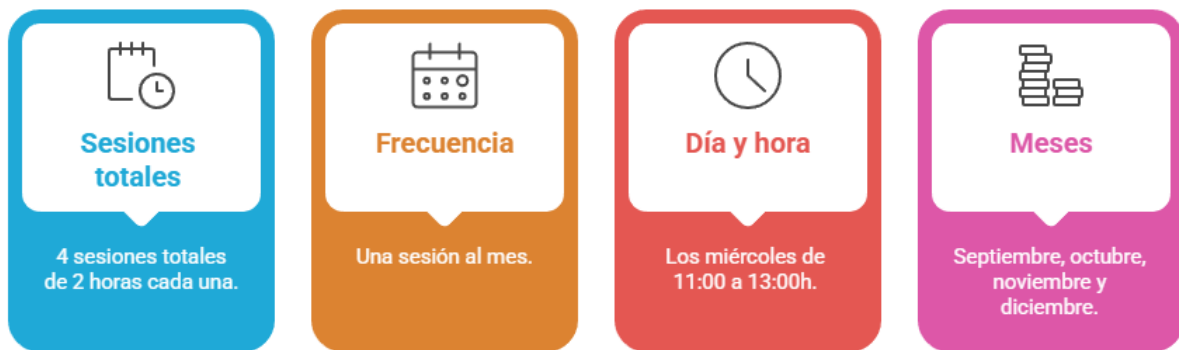 Sesiones
totales
4 sesiones totales
de 2 horas cada una.
Frecuencia
Una sesión al mes.
Día y hora
Los miércoles de
11:00 a 13:00h.
Meses
Septiembre, octubre,
noviembre y
diciembre.